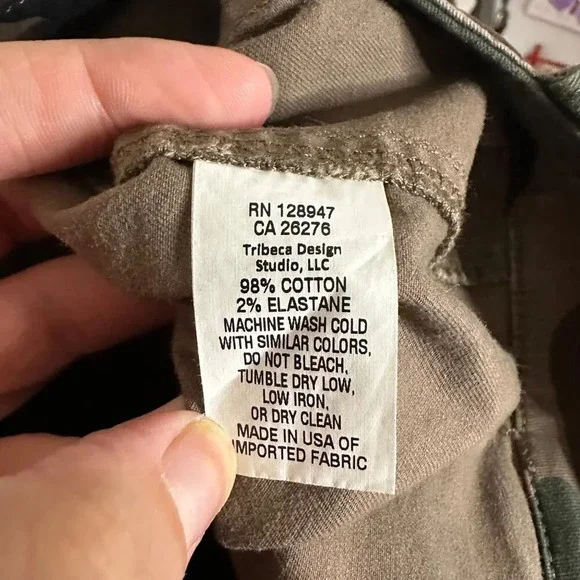 RN 128947
CA 26276
Tribeca Design
Studio, LLC
98% COTTON
2% ELASTANE
MACHINE WASH COLD
WITH SIMILAR COLORS,
DO NOT BLEACH,
TUMBLE DRY LOW,
LOW IRON,
OR DRY CLEAN
MADE IN USA OF
IMPORTED FABRIC